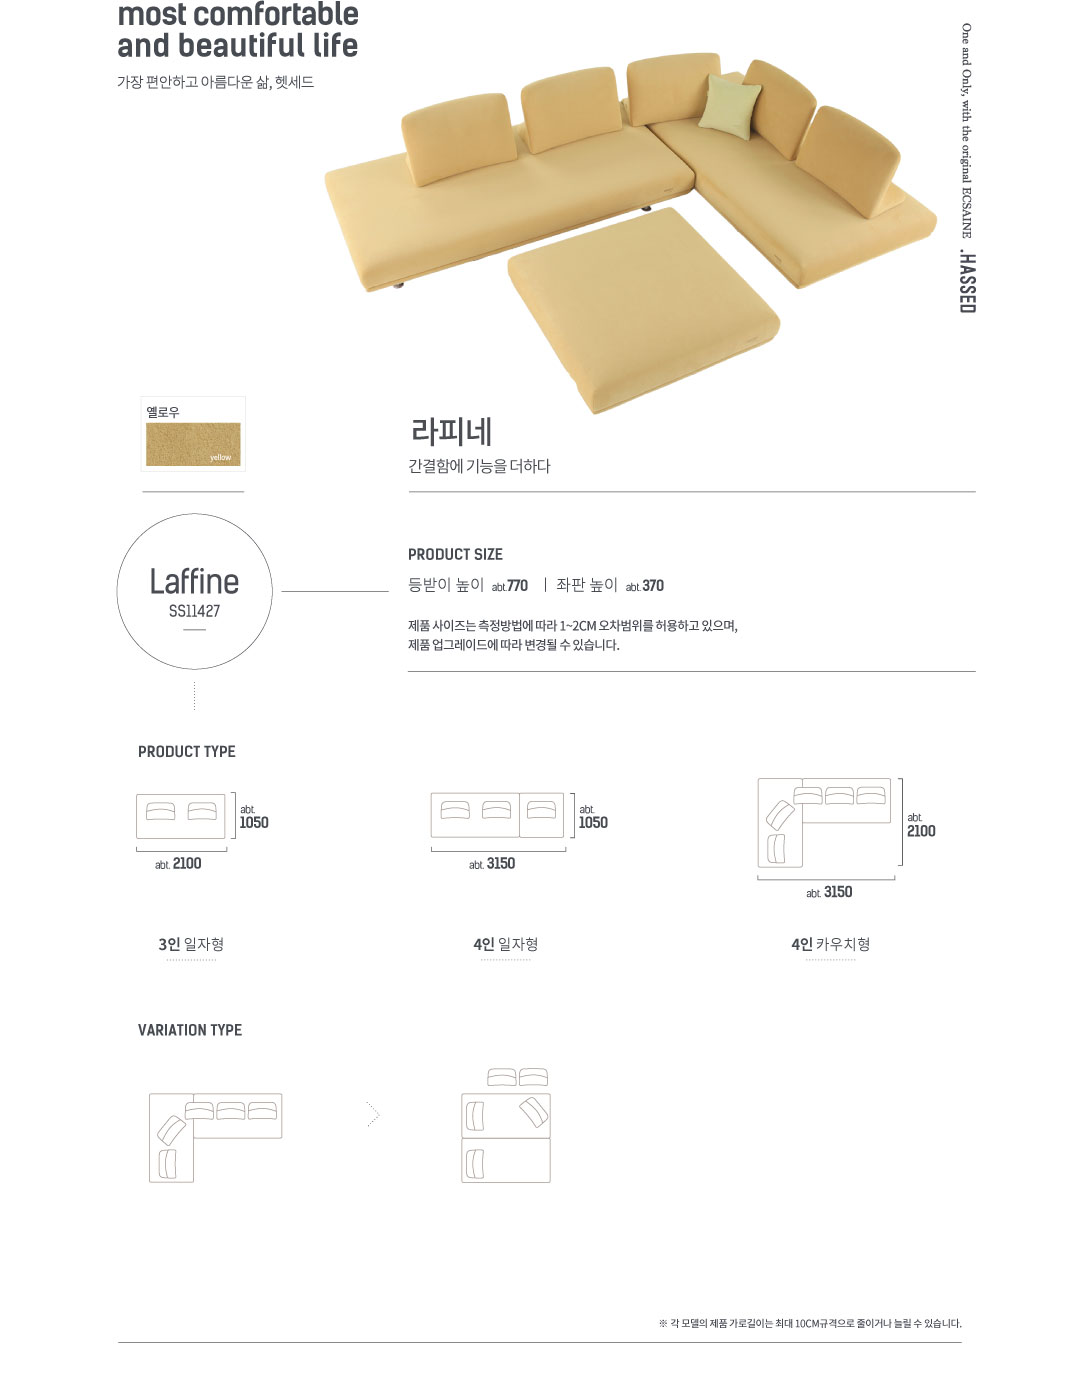 most comfortable
and beautiful life
가장 편안하고 아름다운 삶, 헷세드
One and Only, with the original ECSAINE .HASSED
옐로우
yellow
라피네
간결함에 기능을 더하다
Laffine
SS11427
PRODUCT SIZE
등받이 높이 abt.770 | 좌판 높이 abt.370
제품 사이즈는 측정방법에 따라 1~2CM 오차범위를 허용하고 있으며,
제품 업그레이드에 따라 변경될 수 있습니다.
PRODUCT TYPE
abt.
1050
abt. 2100
3인 일자형
abt.
1050
abt. 3150
4인 일자형
abt.
2100
abt. 3150
4인 카우치형
VARIATION TYPE
※ 각 모델의 제품 가로길이는 최대 10CM규격으로 줄이거나 늘릴 수 있습니다.